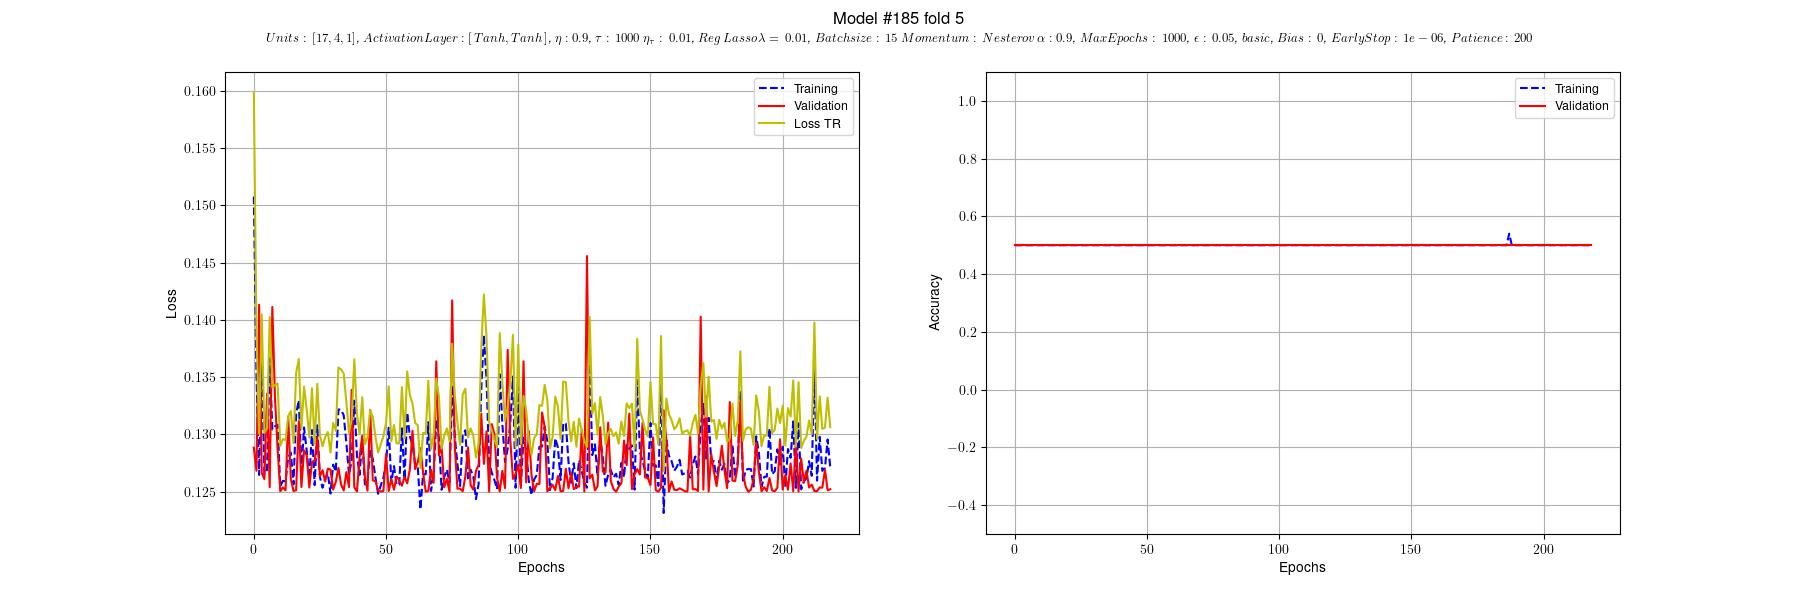 Model #185 fold 5
Units : [17, 4, 1], ActivationLayer : [Tanh, Tanh], η : 0.9, τ : 1000 ητ : 0.01, Reg Lassoλ = 0.01, Batchsize : 15 Momentum : Nesterov α : 0.9, MaxEpochs : 1000, ϵ : 0.05, basic, Bias : 0, EarlyStop : 1e − 06, Patience : 200
0.160
0.155
0.150
0.145
0.140
0.135
0.130
0.125
Loss
0 50 100 150 200
Epochs
Training
Validation
Loss TR
1.0
0.8
0.6
0.4
0.2
0.0
−0.2
−0.4
Accuracy
0 50 100 150 200
Epochs
Training
Validation